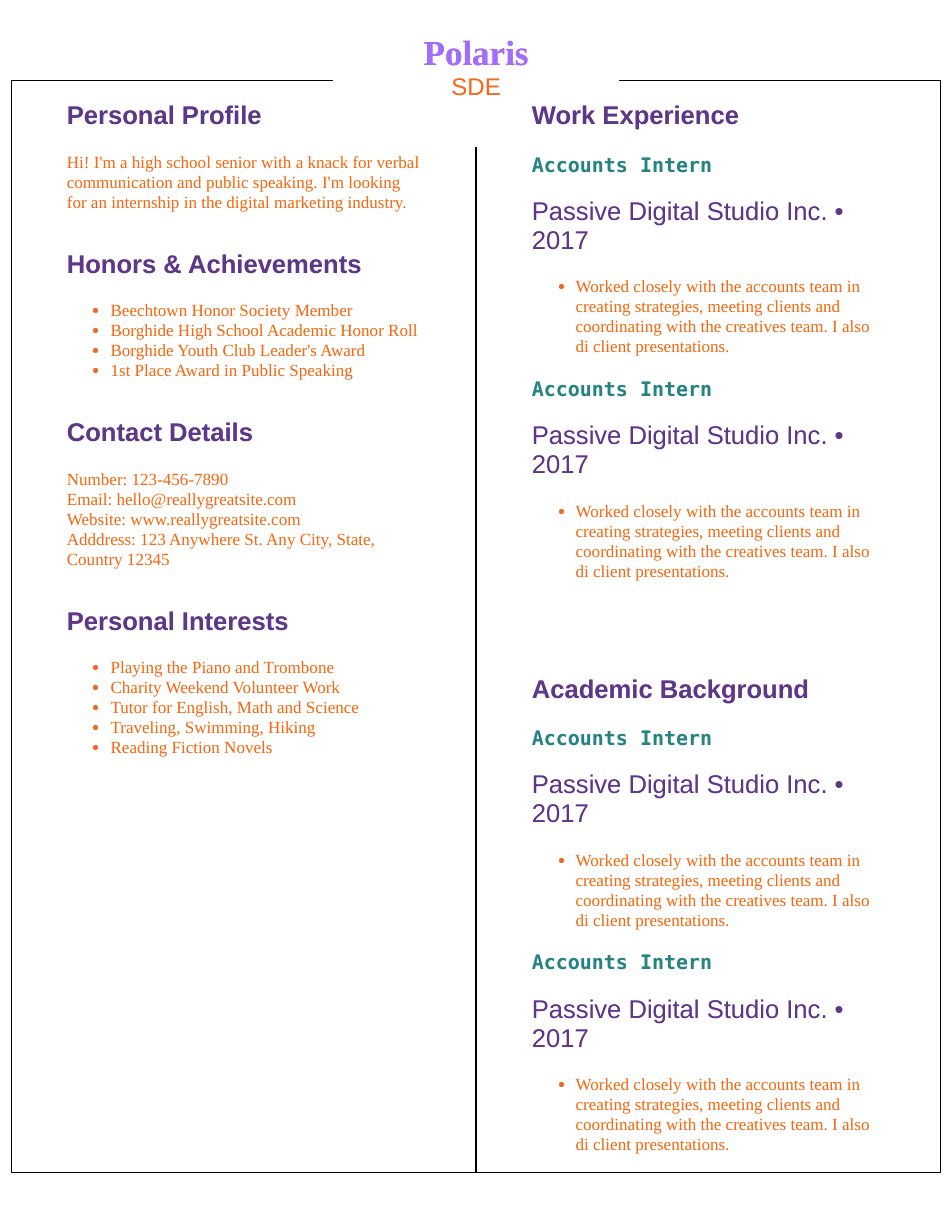 Polaris
SDE
Personal Profile
Hi! I'm a high school senior with a knack for verbal
communication and public speaking. I'm looking
for an internship in the digital marketing industry.
Honors & Achievements
• Beechtown Honor Society Member
• Borghide High School Academic Honor Roll
• Borghide Youth Club Leader's Award
• 1st Place Award in Public Speaking
Contact Details
Number: 123-456-7890
Email: hello@reallygreatsite.com
Website: www.reallygreatsite.com
Adddress: 123 Anywhere St. Any City, State,
Country 12345
Personal Interests
• Playing the Piano and Trombone
• Charity Weekend Volunteer Work
• Tutor for English, Math and Science
• Traveling, Swimming, Hiking
• Reading Fiction Novels
Work Experience
Accounts Intern
Passive Digital Studio Inc. •
2017
• Worked closely with the accounts team in
creating strategies, meeting clients and
coordinating with the creatives team. I also
di client presentations.
Accounts Intern
Passive Digital Studio Inc. •
2017
• Worked closely with the accounts team in
creating strategies, meeting clients and
coordinating with the creatives team. I also
di client presentations.
Academic Background
Accounts Intern
Passive Digital Studio Inc. •
2017
• Worked closely with the accounts team in
creating strategies, meeting clients and
coordinating with the creatives team. I also
di client presentations.
Accounts Intern
Passive Digital Studio Inc. •
2017
• Worked closely with the accounts team in
creating strategies, meeting clients and
coordinating with the creatives team. I also
di client presentations.